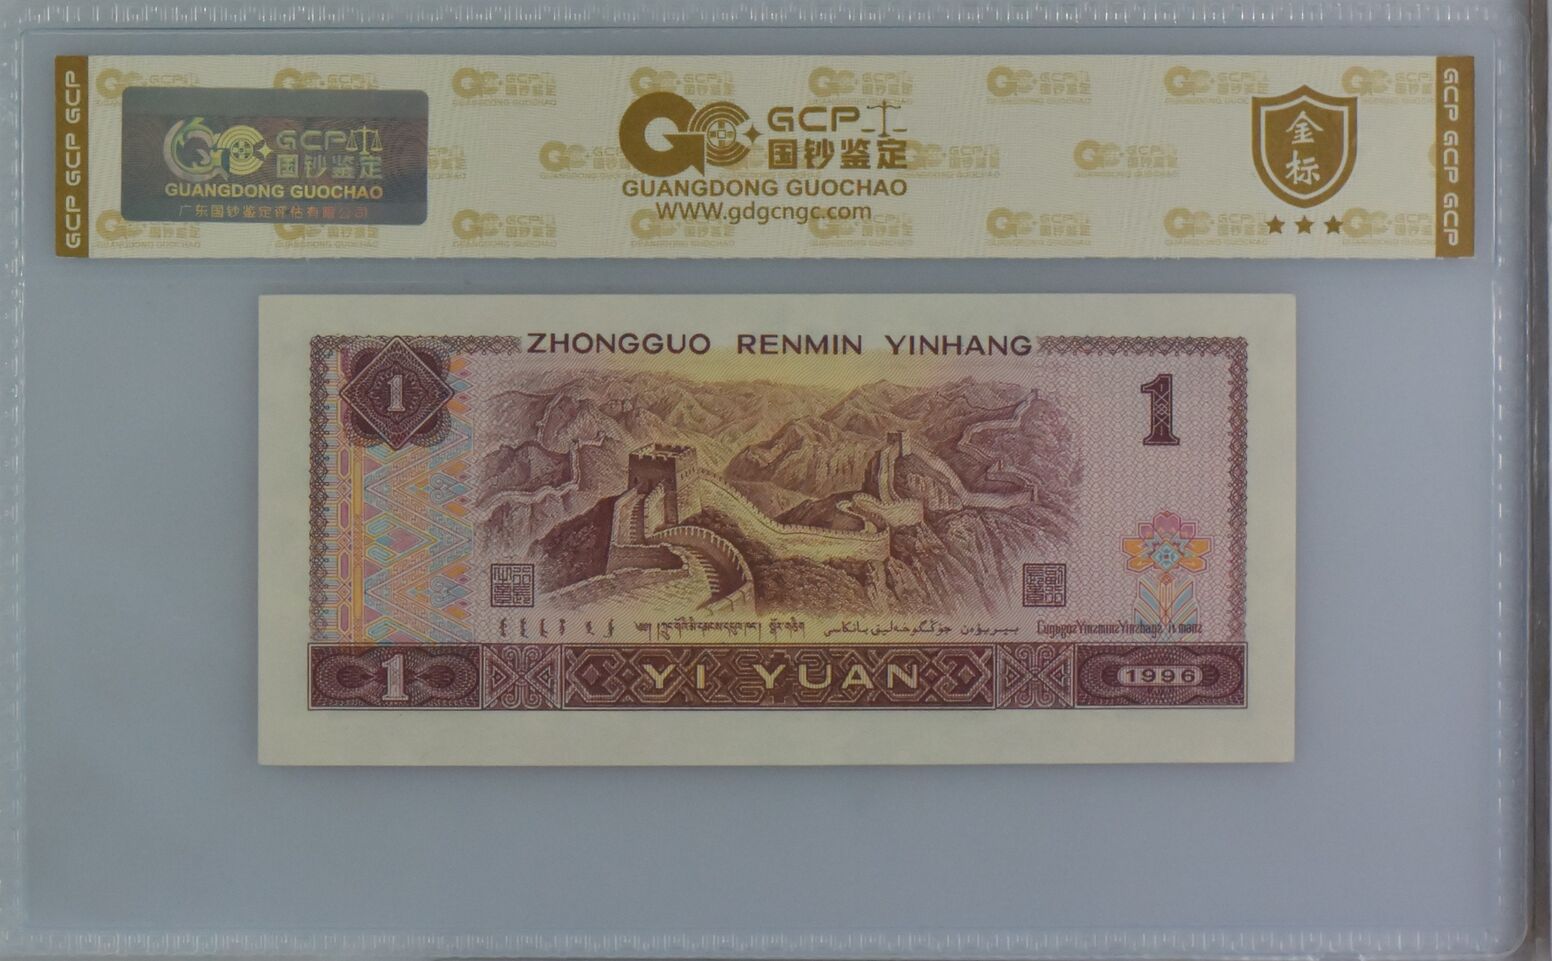 GCP GCP GCP
GCP 国钞鉴定
GUANGDONG GUOCHAO
广东国钞鉴定评估有限公司
GCP
国钞鉴定
GUANGDONG GUOCHAO
WWW.gdgcngc.com
金标
GCP GCP GCP
ZHONGGUO RENMIN YINHANG
1
1
1
YI YUAN
1996